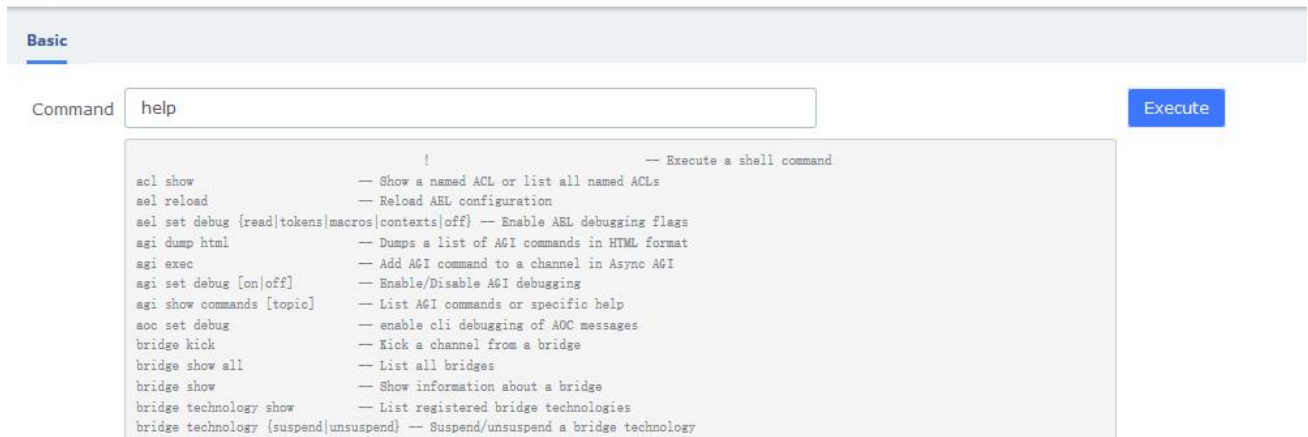 Basic
Command help Execute
! -- Execute a shell command
acl show -- Show a named ACL or list all named ACLs
ael reload -- Reload AEL configuration
ael set debug {read|tokens|macros|contexts|off} -- Enable AEL debugging flags
agi dump html -- Dumps a list of AGI commands in HTML format
agi exec -- Add AGI command to a channel in Async AGI
agi set debug [on|off] -- Enable/Disable AGI debugging
agi show commands [topic] -- List AGI commands or specific help
aoc set debug -- enable cli debugging of AOC messages
bridge kick -- Kick a channel from a bridge
bridge show all -- List all bridges
bridge show -- Show information about a bridge
bridge technology show -- List registered bridge technologies
bridge technology {suspend|unsuspend} -- Suspend/unsuspend a bridge technology